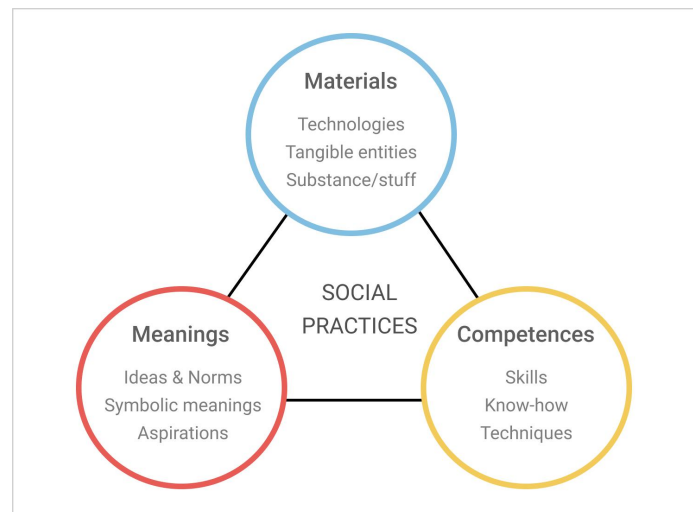 Materials
Technologies
Tangible entities
Substance/stuff
SOCIAL
PRACTICES
Meanings
Ideas & Norms
Symbolic meanings
Aspirations
Competences
Skills
Know-how
Techniques